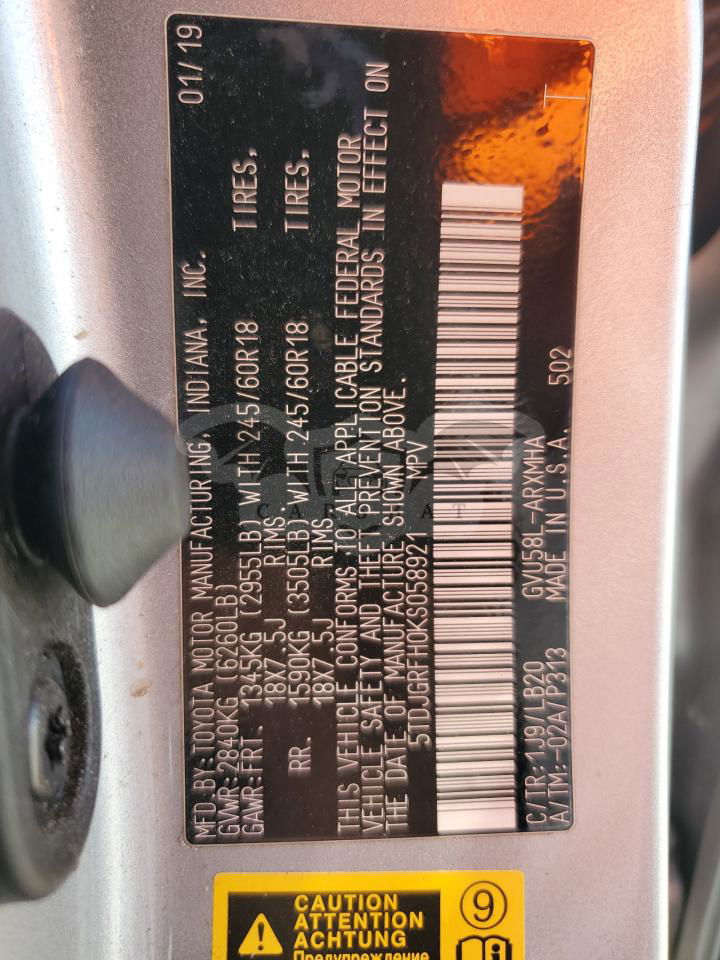 MFD.BY:TOYOTA MOTOR MANUFACTURING, INDIANA, INC. 01/19
GVWR:2840KG (6260LB)
GAWR:FRT. 1345KG (2955LB) WITH 245/60R18 TIRES,
18X7.5J RIMS
RR. 1590KG (3505LB) WITH 245/60R18 TIRES,
18X7.5J RIMS
THIS VEHICLE CONFORMS TO ALL APPLICABLE FEDERAL MOTOR
VEHICLE SAFETY AND THEFT PREVENTION STANDARDS IN EFFECT ON
THE DATE OF MANUFACTURE SHOWN ABOVE.
5TDJGRFH0KS058921 MPV
C/TR:1J9/LB20 GVU58L-ARXMHA
A/TM:-02A/P313 MADE IN U.S.A. 502
T
CAUTION
ATTENTION
ACHTUNG
Предупреждение
9